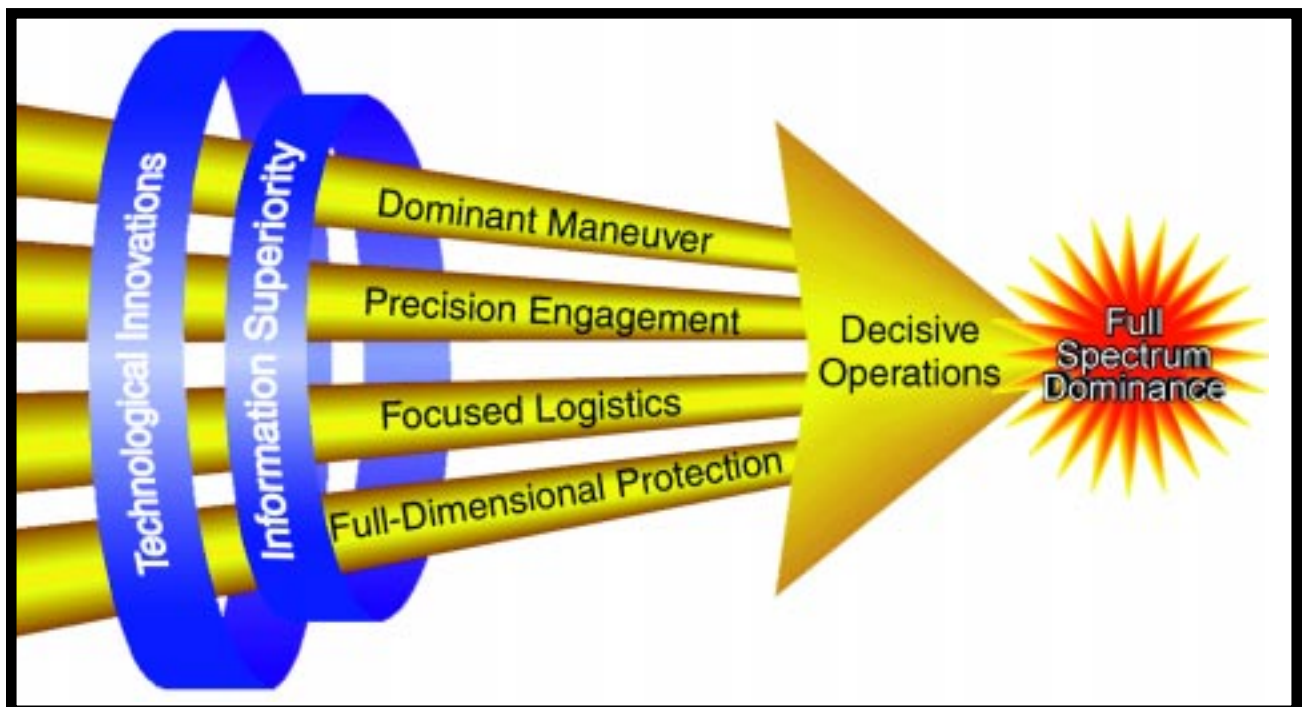 Technological Innovations
Information Superiority
Dominant Maneuver
Precision Engagement
Focused Logistics
Full-Dimensional Protection
Decisive
Operations
Full
Spectrum
Dominance